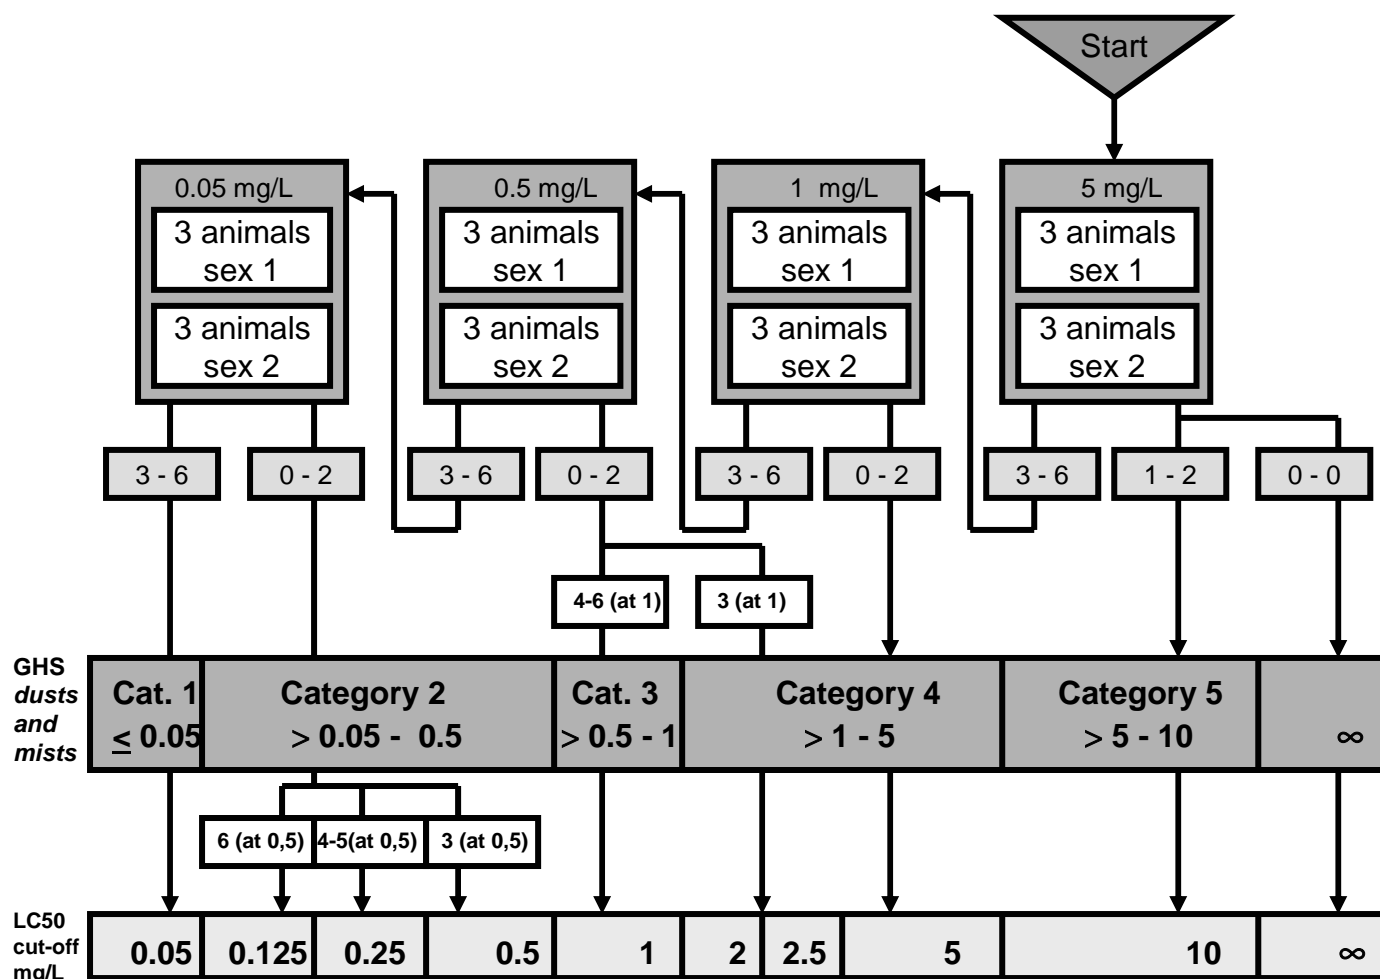 Start
0.05 mg/L
0.5 mg/L
1 mg/L
5 mg/L
3 animals
sex 1
3 animals
sex 1
3 animals
sex 1
3 animals
sex 1
3 animals
sex 2
3 animals
sex 2
3 animals
sex 2
3 animals
sex 2
3 - 6
0 - 2
3 - 6
0 - 2
3 - 6
0 - 2
3 - 6
1 - 2
0 - 0
4-6 (at 1)
3 (at 1)
GHS
dusts
and
mists
Cat. 1
≤ 0.05
Category 2
> 0.05 - 0.5
Cat. 3
> 0.5 - 1
Category 4
> 1 - 5
Category 5
> 5 - 10
∞
6 (at 0,5)
4-5(at 0,5)
3 (at 0,5)
LC50
cut-off
mg/L
0.05
0.125
0.25
0.5
1
2
2.5
5
10
∞